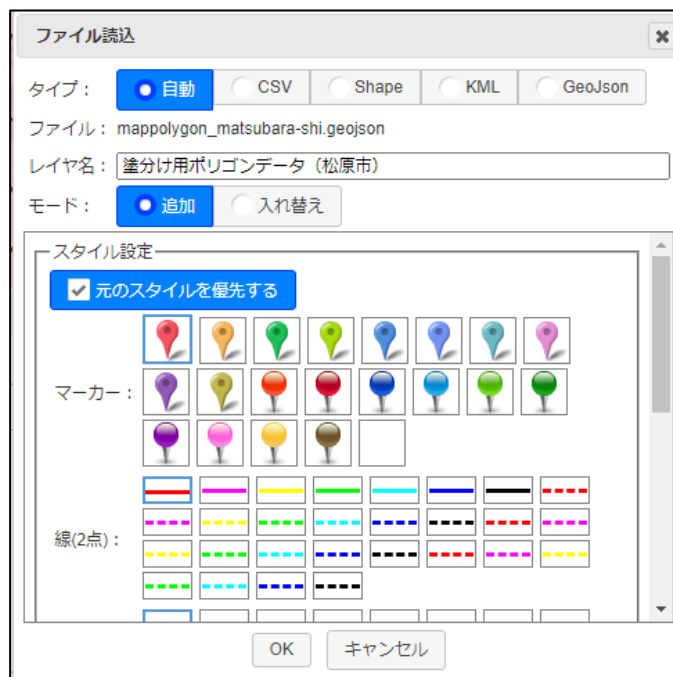 ファイル読込
タイプ： 自動 CSV Shape KML GeoJson
ファイル： mappolygon_matsubara-shi.geojson
レイヤ名： 塗分け用ポリゴンデータ（松原市）
モード： 追加 入れ替え
スタイル設定
元のスタイルを優先する
マーカー：
線(2点)：
OK キャンセル